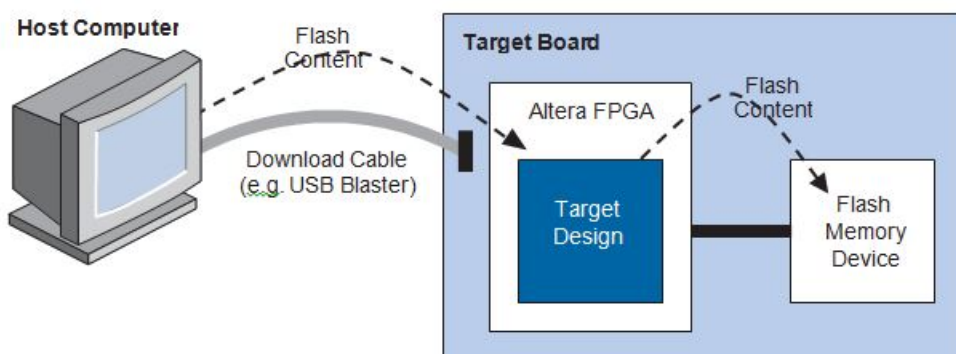 Host Computer
Flash
Content
Download Cable
(e.g. USB Blaster)
Target Board
Altera FPGA
Target
Design
Flash
Content
Flash
Memory
Device